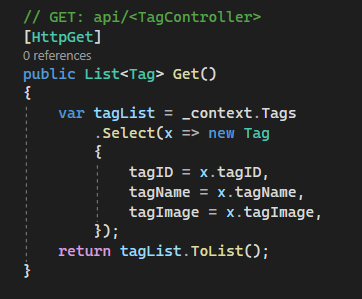 // GET: api/<TagController>
[HttpGet]
0 references
public List<Tag> Get()
{
    var tagList = _context.Tags
        .Select(x => new Tag
        {
            tagID = x.tagID,
            tagName = x.tagName,
            tagImage = x.tagImage,
        });
    return tagList.ToList();
}